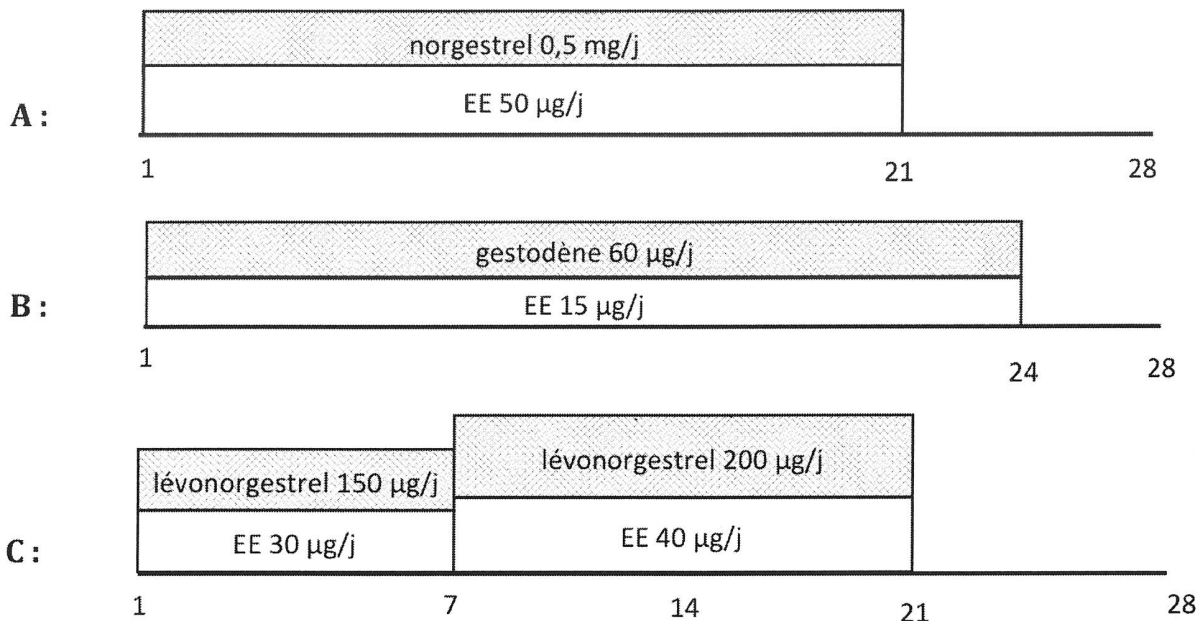 norgestrel 0,5 mg/j
EE 50 µg/j
A :
1 21 28
gestodène 60 µg/j
EE 15 µg/j
B :
1 24 28
lévonorgestrel 150 µg/j
lévonorgestrel 200 µg/j
EE 30 µg/j
EE 40 µg/j
C :
1 7 14 21 28